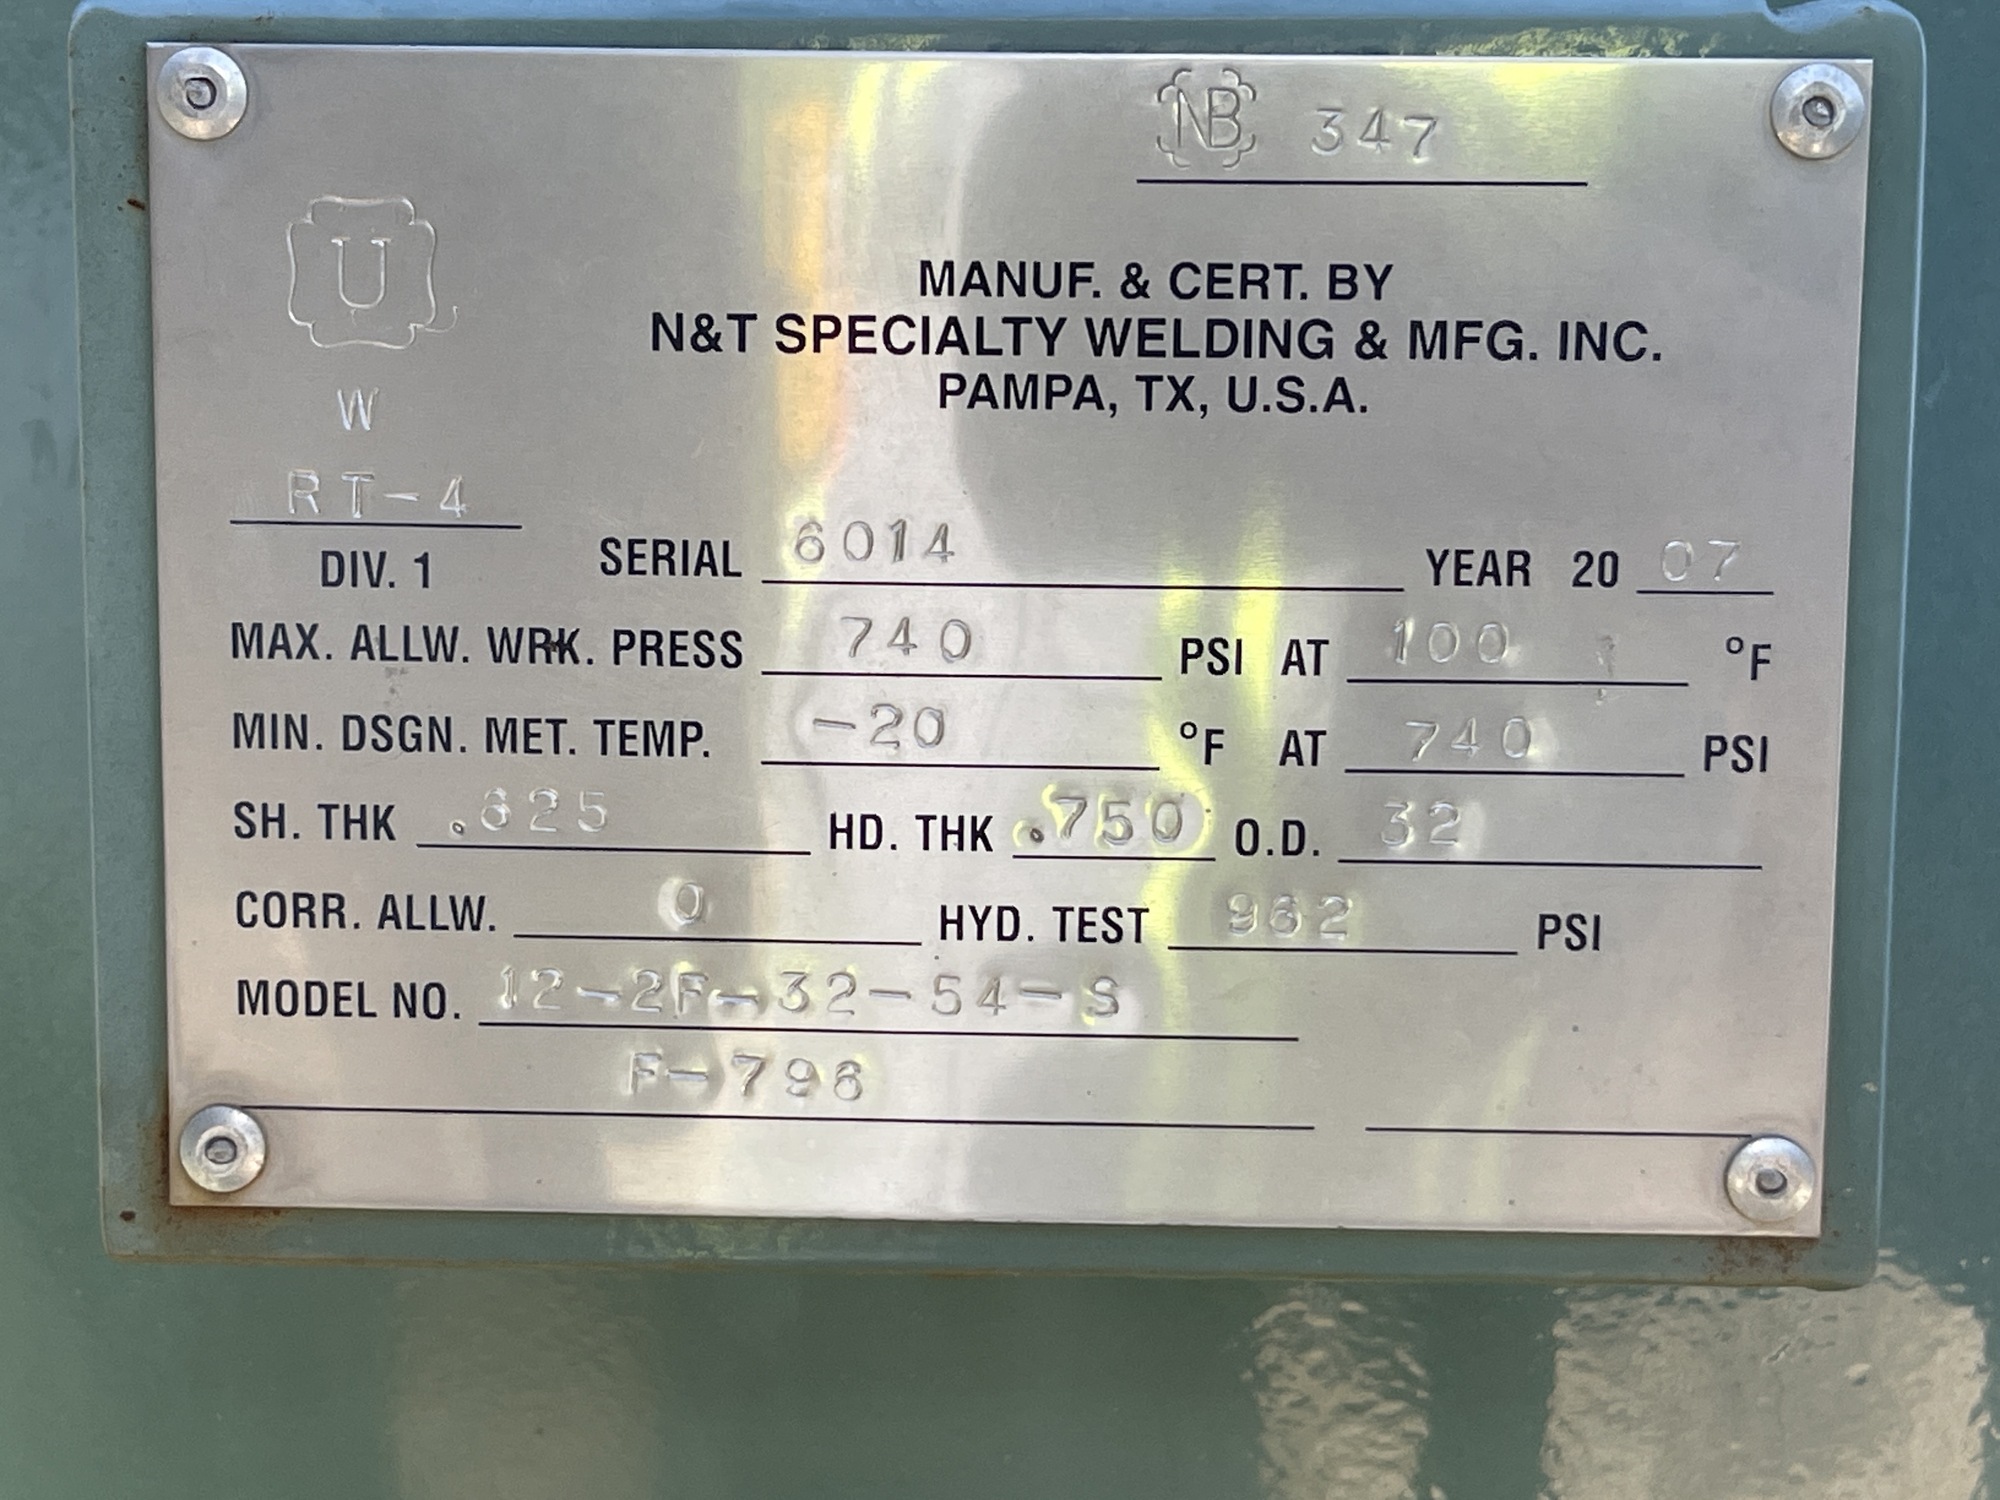 NB 347
U
MANUF. & CERT. BY
N&T SPECIALTY WELDING & MFG. INC.
PAMPA, TX, U.S.A.
W
RT-4
DIV. 1 SERIAL 6014 YEAR 20 07
MAX. ALLW. WRK. PRESS 740 PSI AT 100 °F
MIN. DSGN. MET. TEMP. -20 °F AT 740 PSI
SH. THK .625 HD. THK .750 O.D. 32
CORR. ALLW. 0 HYD. TEST 962 PSI
MODEL NO. 12-2F-32-54-S
F-798